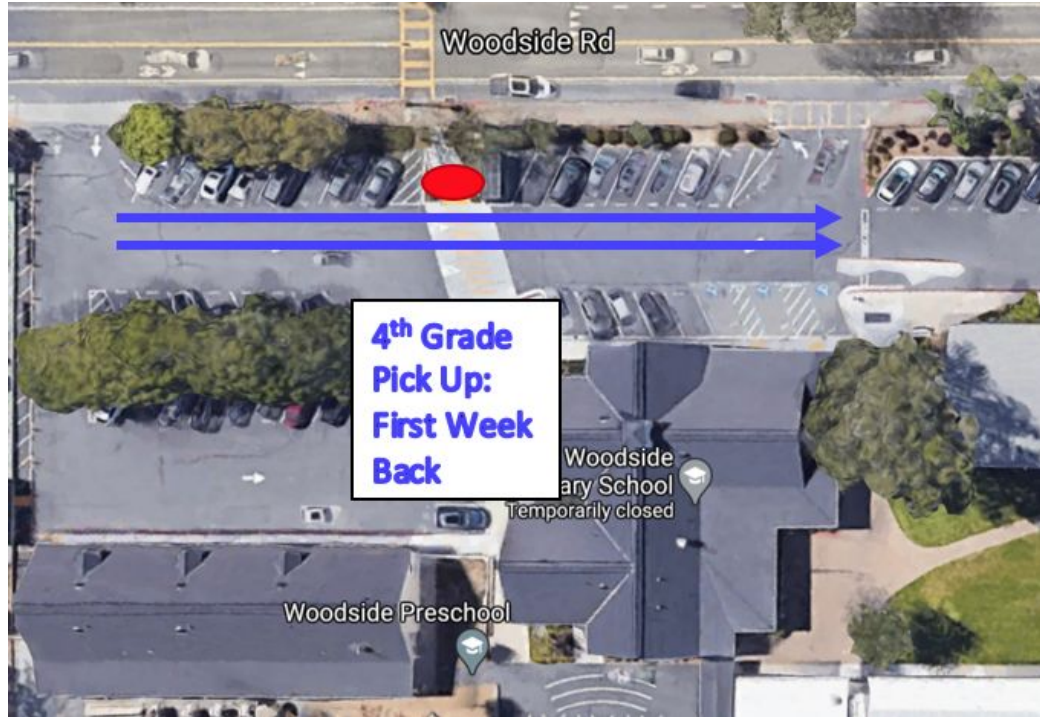 Woodside Rd
4th Grade
Pick Up:
First Week
Back
Woodside
ary School
Temporarily closed
Woodside Preschool